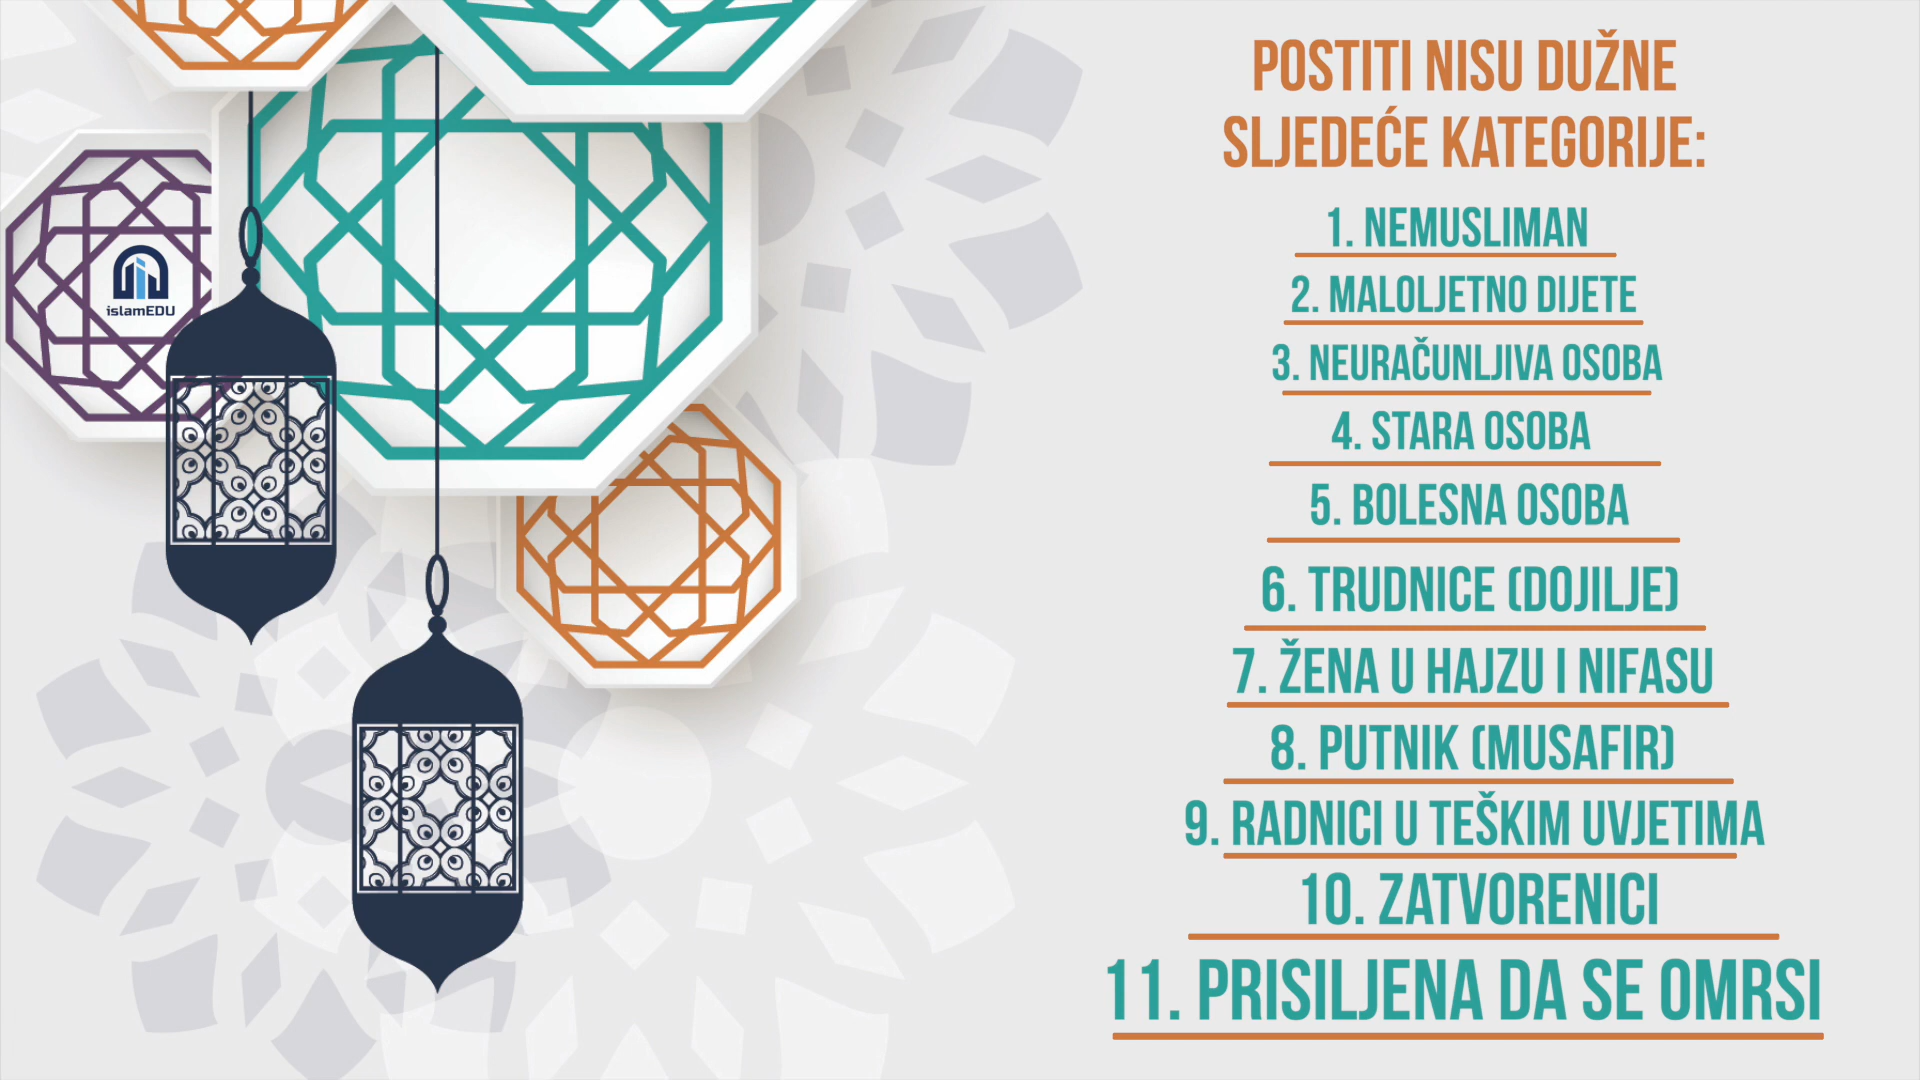 islamEDU
POSTITI NISU DUŽNE
SLJEDEĆE KATEGORIJE:
1. NEMUSLIMAN
2. MALOLJETNO DIJETE
3. NEURAČUNLJIVA OSOBA
4. STARA OSOBA
5. BOLESNA OSOBA
6. TRUDNICE (DOJILJE)
7. ŽENA U HAJZU I NIFASU
8. PUTNIK (MUSAFIR)
9. RADNICI U TEŠKIM UVJETIMA
10. ZATVORENICI
11. PRISILJENA DA SE OMRSI